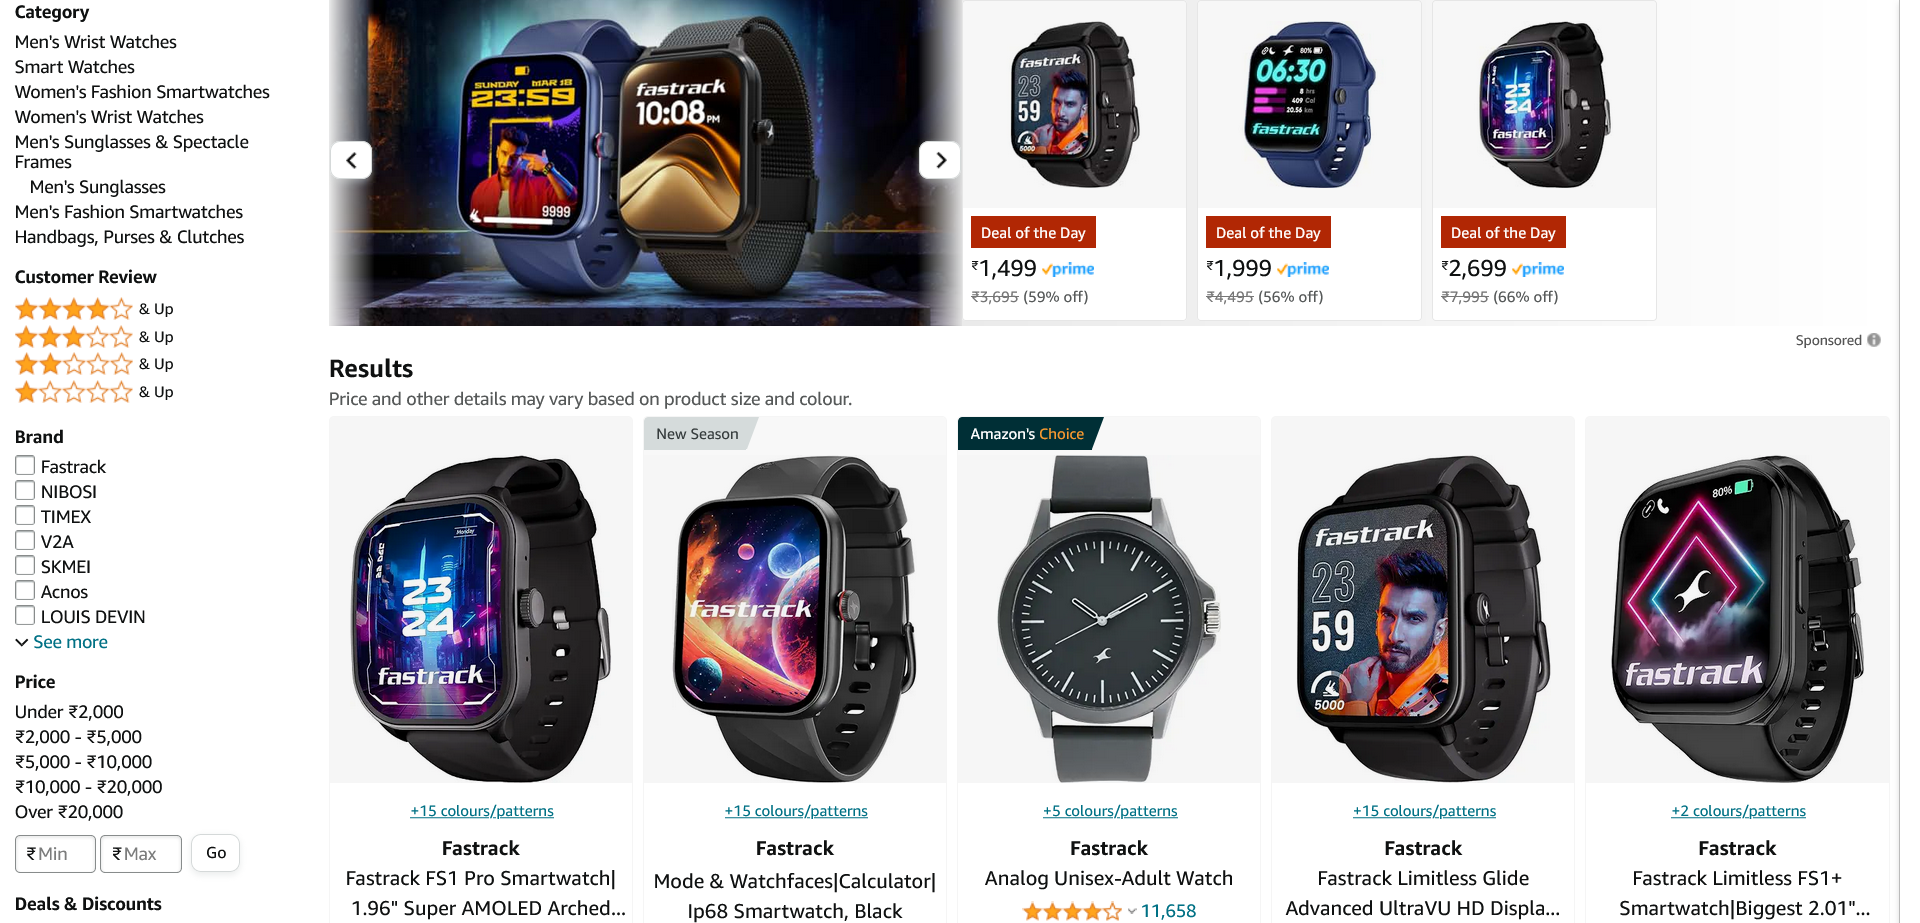 Category
Men's Wrist Watches
Smart Watches
Women's Fashion Smartwatches
Women's Wrist Watches
Men's Sunglasses & Spectacle
Frames
Men's Sunglasses
Men's Fashion Smartwatches
Handbags, Purses & Clutches
Customer Review
& Up
& Up
& Up
& Up
Brand
Fastrack
NIBOSI
TIMEX
V2A
SKMEI
Acnos
LOUIS DEVIN
See more
Price
Under ₹2,000
₹2,000 - ₹5,000
₹5,000 - ₹10,000
₹10,000 - ₹20,000
Over ₹20,000
₹ Min ₹ Max Go
Deals & Discounts
SUNDAY MAR 18
23:59
9999
fastrack
10:08 PM
fastrack
23
59
5000
80%
06:30
8 hrs
409 Cal
20.56 km
fastrack
23
24
fastrack
Deal of the Day
₹1,499 prime
₹3,695 (59% off)
Deal of the Day
₹1,999 prime
₹4,495 (56% off)
Deal of the Day
₹2,699 prime
₹7,995 (66% off)
Sponsored
Results
Price and other details may vary based on product size and colour.
Monday
23
24
fastrack
+15 colours/patterns
Fastrack
Fastrack FS1 Pro Smartwatch|
1.96" Super AMOLED Arched...
New Season
fastrack
+15 colours/patterns
Fastrack
Mode & Watchfaces|Calculator|
Ip68 Smartwatch, Black
Amazon's Choice
+5 colours/patterns
Fastrack
Analog Unisex-Adult Watch
11,658
fastrack
23
59
5000
+15 colours/patterns
Fastrack
Fastrack Limitless Glide
Advanced UltraVU HD Displa...
80%
fastrack
+2 colours/patterns
Fastrack
Fastrack Limitless FS1+
Smartwatch|Biggest 2.01"...